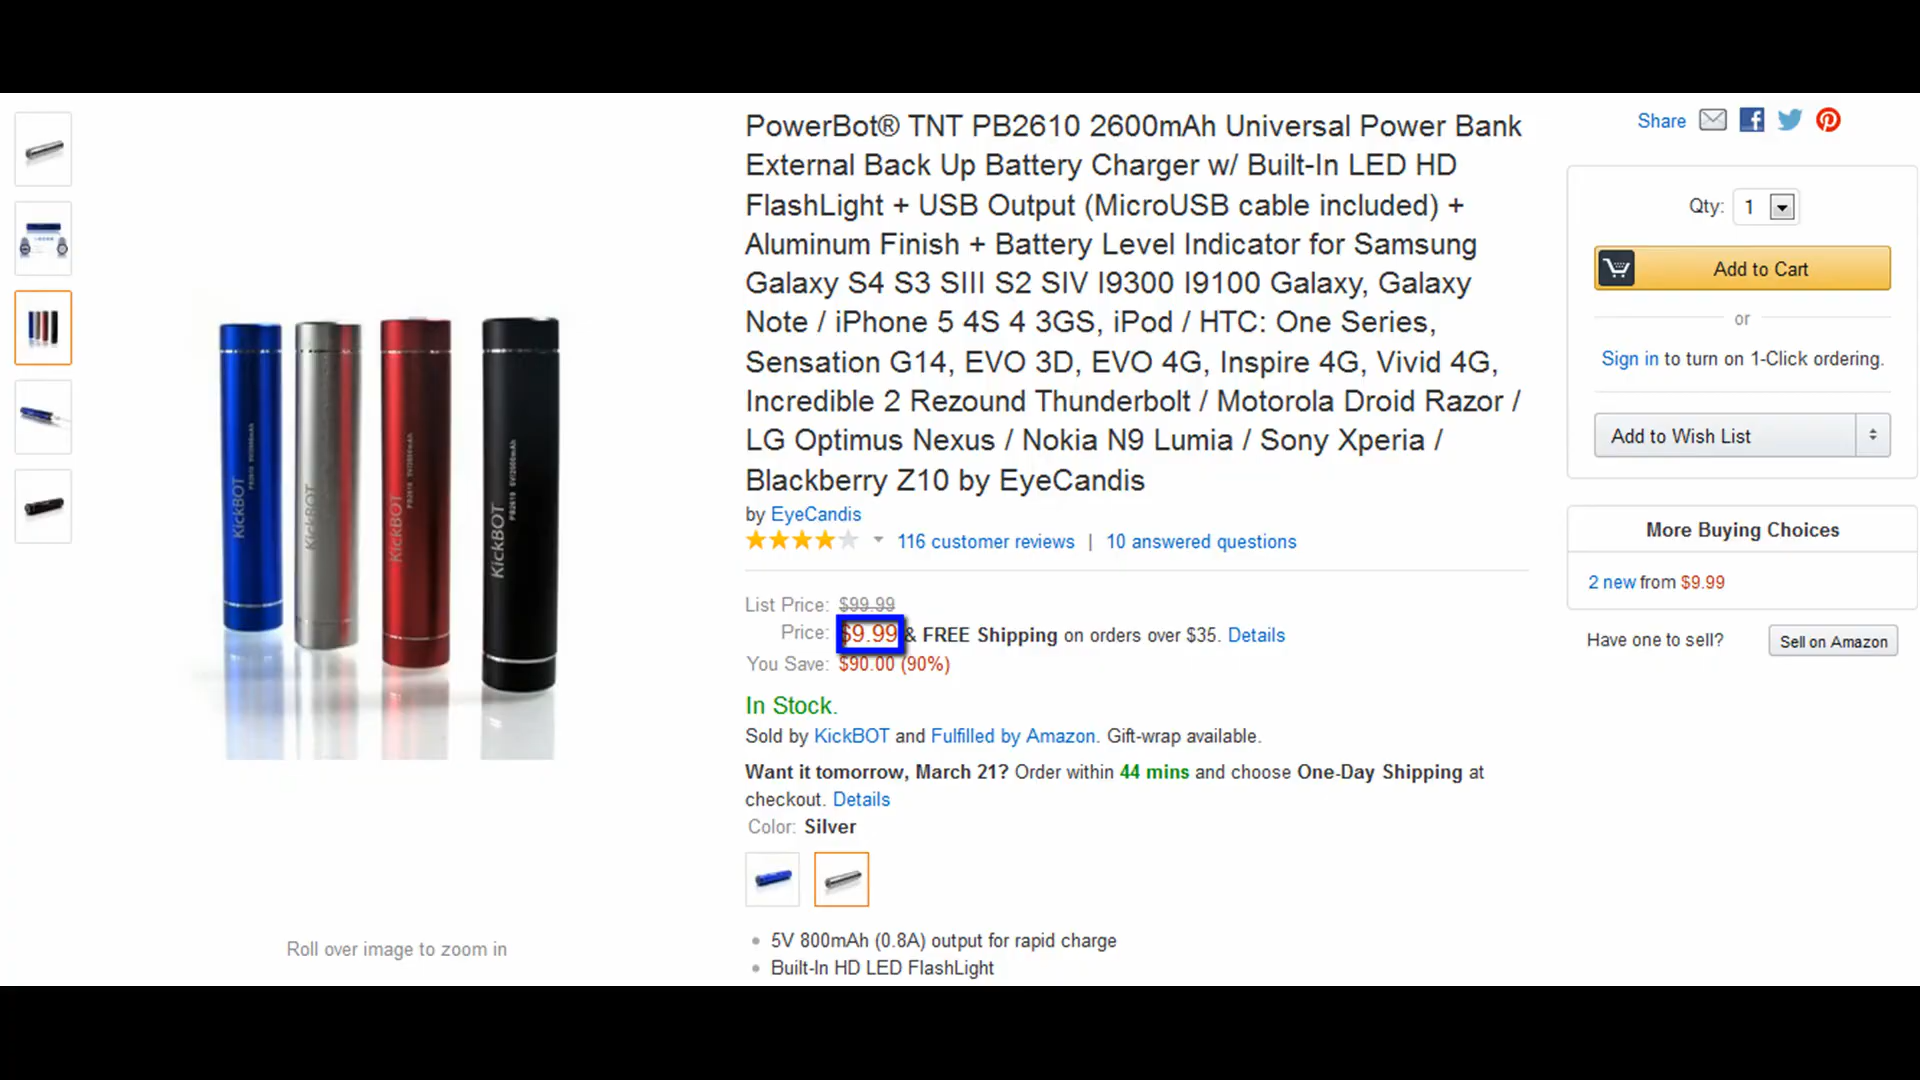 PowerBot® TNT PB2610 2600mAh Universal Power Bank
External Back Up Battery Charger w/ Built-In LED HD
FlashLight + USB Output (MicroUSB cable included) +
Aluminum Finish + Battery Level Indicator for Samsung
Galaxy S4 S3 SIII S2 SIV I9300 I9100 Galaxy, Galaxy
Note / iPhone 5 4S 4 3GS, iPod / HTC: One Series,
Sensation G14, EVO 3D, EVO 4G, Inspire 4G, Vivid 4G,
Incredible 2 Rezound Thunderbolt / Motorola Droid Razor /
LG Optimus Nexus / Nokia N9 Lumia / Sony Xperia /
Blackberry Z10 by EyeCandis
by EyeCandis
116 customer reviews | 10 answered questions
List Price: $99.99
Price: $9.99 & FREE Shipping on orders over $35. Details
You Save: $90.00 (90%)
In Stock.
Sold by KickBOT and Fulfilled by Amazon. Gift-wrap available.
Want it tomorrow, March 21? Order within 44 mins and choose One-Day Shipping at
checkout. Details
Color: Silver
5V 800mAh (0.8A) output for rapid charge
Built-In HD LED FlashLight
KickBOT
KickBOT
KickBOT
KickBOT
Roll over image to zoom in
Share
Qty: 1
Add to Cart
or
Sign in to turn on 1-Click ordering.
Add to Wish List
More Buying Choices
2 new from $9.99
Have one to sell? Sell on Amazon